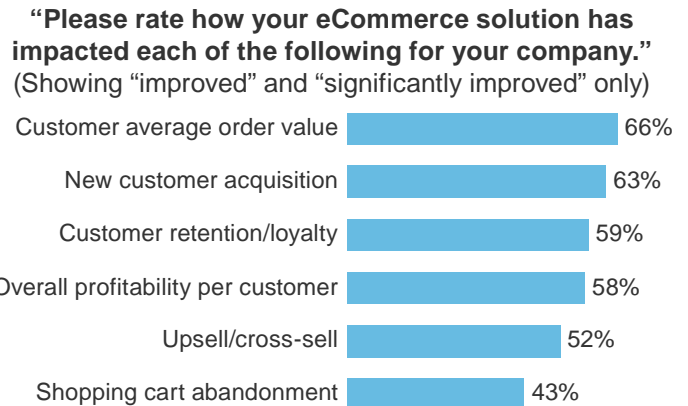 “Please rate how your eCommerce solution has
impacted each of the following for your company.”
(Showing “improved” and “significantly improved” only)
Customer average order value 66%
New customer acquisition 63%
Customer retention/loyalty 59%
Overall profitability per customer 58%
Upsell/cross-sell 52%
Shopping cart abandonment 43%